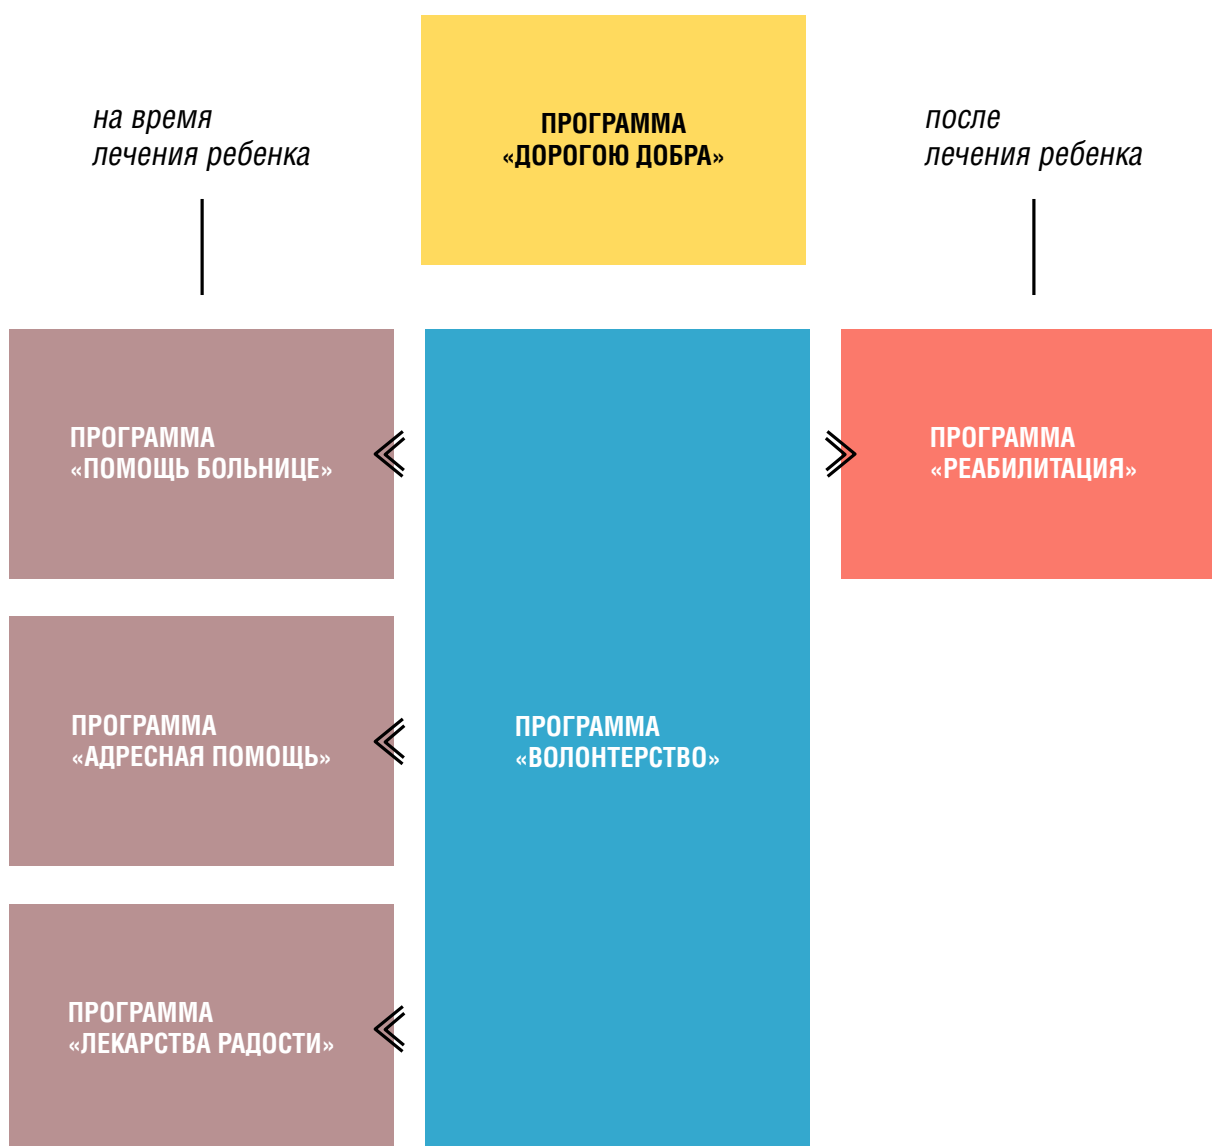 на время
лечения ребенка
ПРОГРАММА
«ДОРОГОЮ ДОБРА»
после
лечения ребенка
ПРОГРАММА
«ПОМОЩЬ БОЛЬНИЦЕ»
ПРОГРАММА
«РЕАБИЛИТАЦИЯ»
ПРОГРАММА
«АДРЕСНАЯ ПОМОЩЬ»
ПРОГРАММА
«ВОЛОНТЕРСТВО»
ПРОГРАММА
«ЛЕКАРСТВА РАДОСТИ»